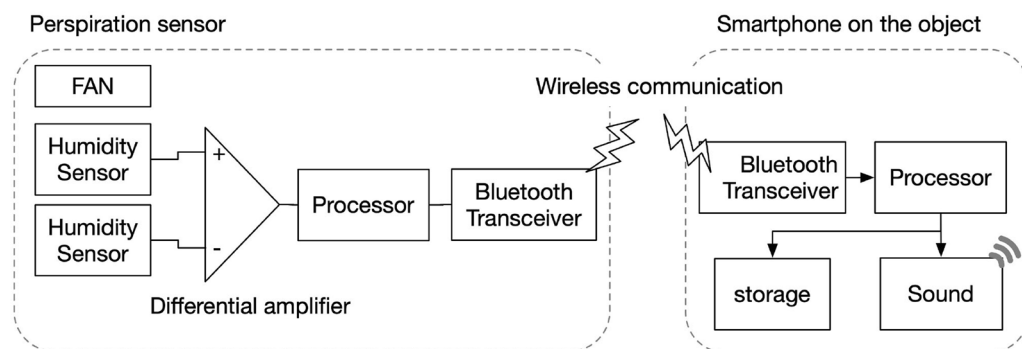 Perspiration sensor
FAN
Humidity
Sensor
Humidity
Sensor
+
-
Differential amplifier
Processor
Bluetooth
Transceiver
Wireless communication
Smartphone on the object
Bluetooth
Transceiver
Processor
storage
Sound